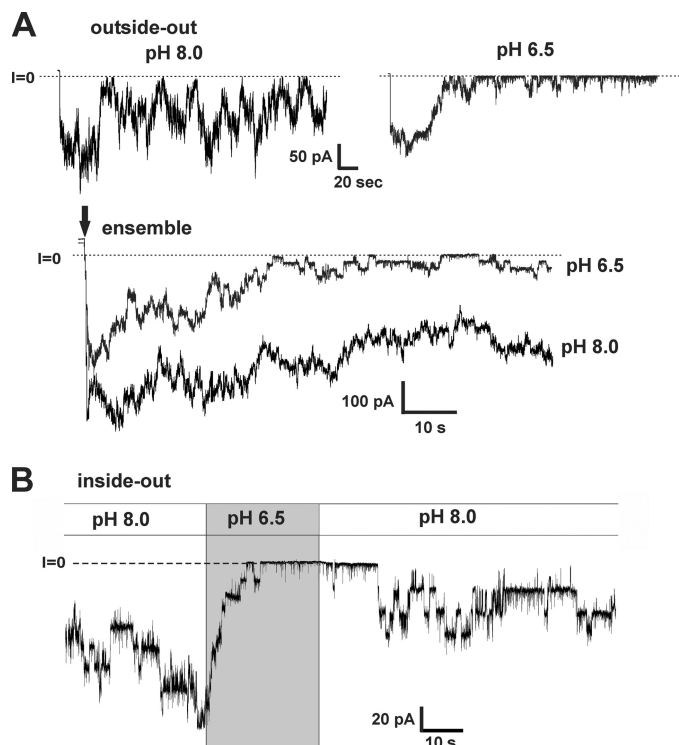 A
outside-out
pH 8.0
pH 6.5
I=0
50 pA
20 sec
ensemble
I=0
pH 6.5
pH 8.0
100 pA
10 s
B
inside-out
pH 8.0
pH 6.5
pH 8.0
I=0
20 pA
10 s